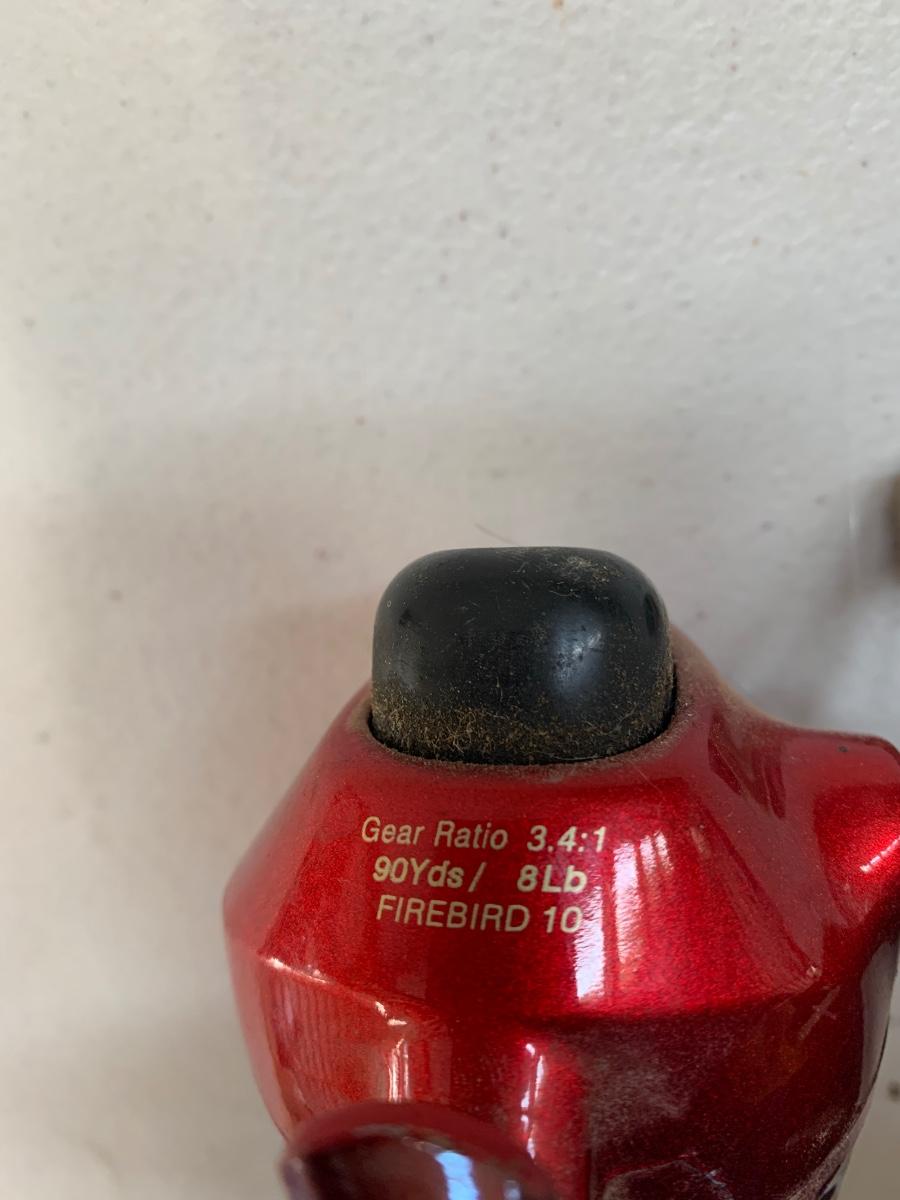 Gear Ratio 3.4:1
90Yds/ 8Lb
FIREBIRD 10